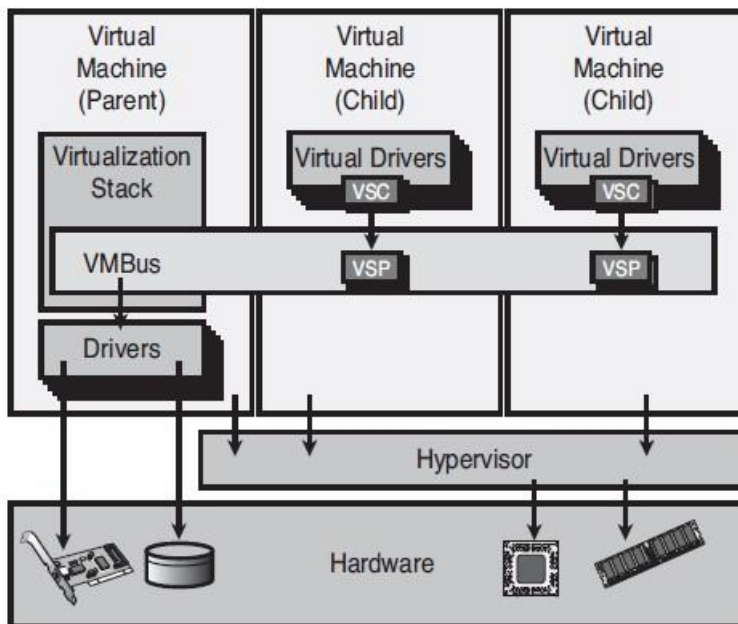 Virtual
Machine
(Parent)
Virtual
Machine
(Child)
Virtual
Machine
(Child)
Virtualization
Stack
Virtual Drivers
VSC
Virtual Drivers
VSC
VMBus
VSP
VSP
Drivers
Hypervisor
Hardware